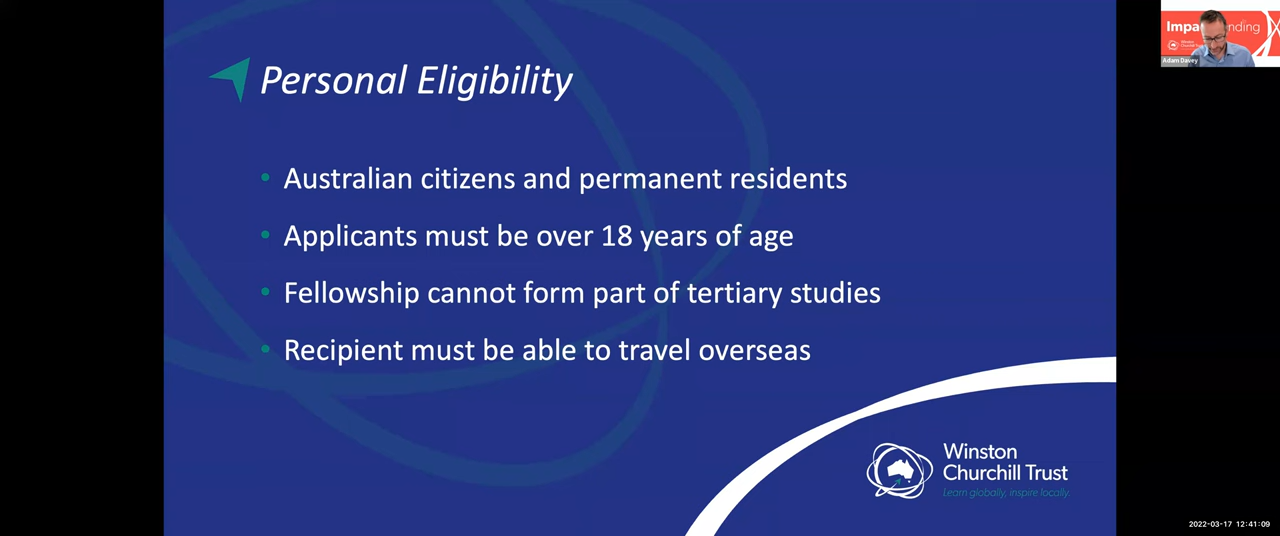 Personal Eligibility
• Australian citizens and permanent residents
• Applicants must be over 18 years of age
• Fellowship cannot form part of tertiary studies
• Recipient must be able to travel overseas
Winston
Churchill Trust
Learn globally, inspire locally.
Adam Davey
2022-03-17 12:41:09